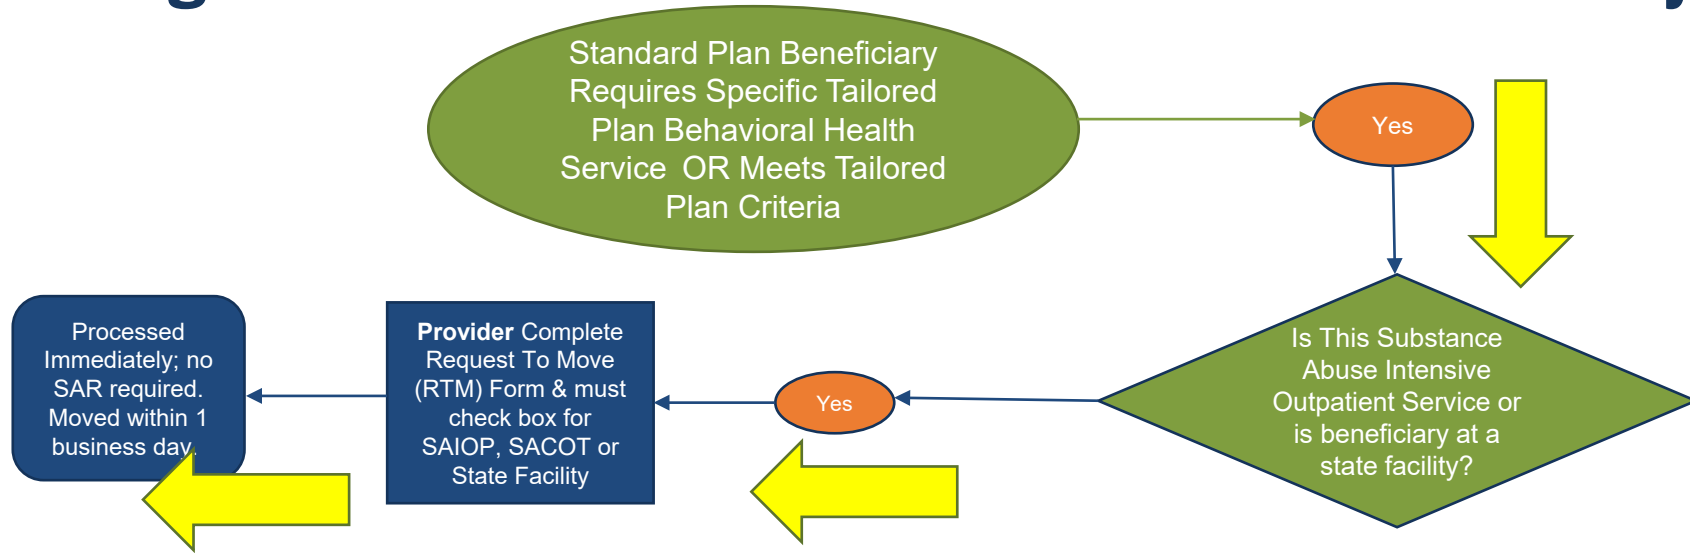 Standard Plan Beneficiary
Requires Specific Tailored
Plan Behavioral Health
Service OR Meets Tailored
Plan Criteria
Yes
Is This Substance
Abuse Intensive
Outpatient Service or
is beneficiary at a
state facility?
Yes
Provider Complete
Request To Move
(RTM) Form & must
check box for
SAIOP, SACOT or
State Facility
Processed
Immediately; no
SAR required.
Moved within 1
business day.